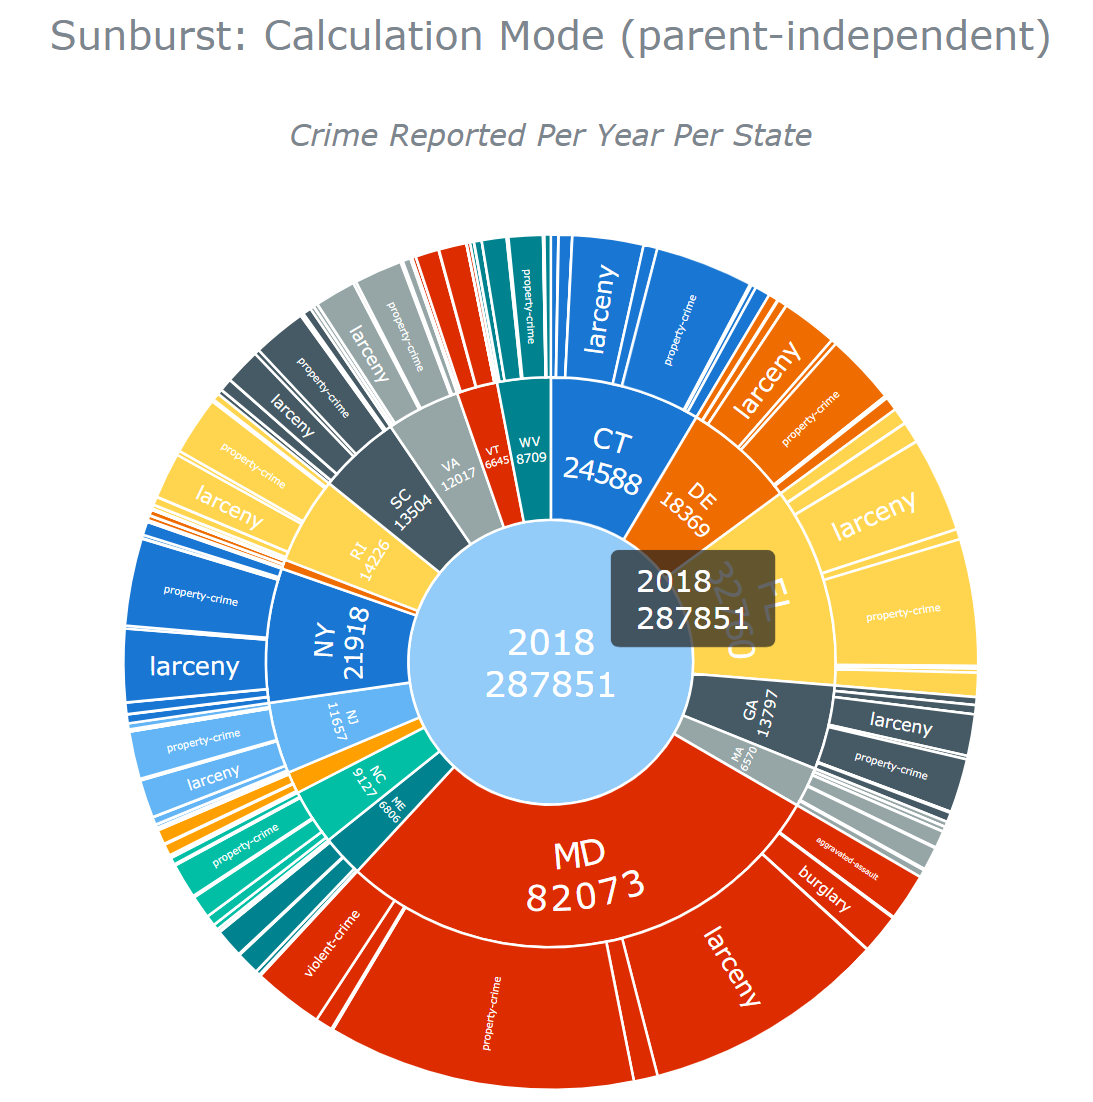 Sunburst: Calculation Mode (parent-independent)
Crime Reported Per Year Per State
2018
287851
2018
287851
CT
24588
larceny
property-crime
DE
18369
larceny
property-crime
FL
32760
larceny
property-crime
GA
13797
larceny
property-crime
MA
6570
MD
82073
aggravated-assault
burglary
larceny
property-crime
violent-crime
ME
6806
NC
9127
property-crime
NJ
11657
larceny
property-crime
NY
21918
larceny
property-crime
RI
14226
larceny
property-crime
SC
13504
larceny
property-crime
VA
12017
larceny
property-crime
VT
6645
WV
8709
property-crime